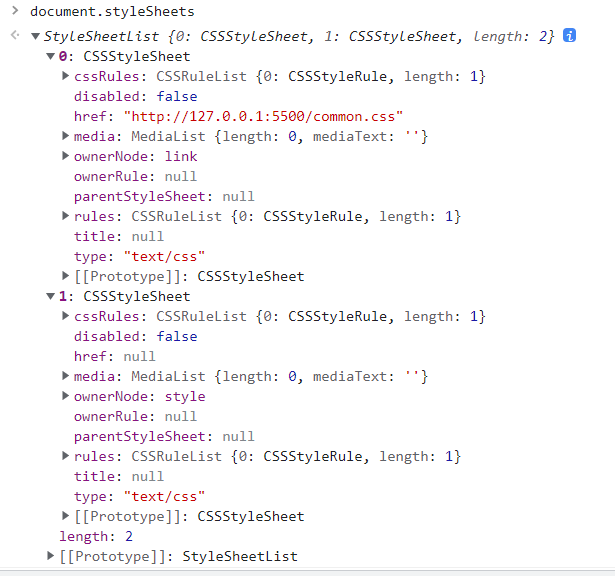 > document.styleSheets
<· ▼StyleSheetList {0: CSSStyleSheet, 1: CSSStyleSheet, length: 2} i
▼0: CSSStyleSheet
▶cssRules: CSSRuleList {0: CSSStyleRule, length: 1}
disabled: false
href: "http://127.0.0.1:5500/common.css"
▶media: MediaList {length: 0, mediaText: ''}
▶ownerNode: link
ownerRule: null
parentStyleSheet: null
▶rules: CSSRuleList {0: CSSStyleRule, length: 1}
title: null
type: "text/css"
▶[[Prototype]]: CSSStyleSheet
▼1: CSSStyleSheet
▶cssRules: CSSRuleList {0: CSSStyleRule, length: 1}
disabled: false
href: null
▶media: MediaList {length: 0, mediaText: ''}
▶ownerNode: style
ownerRule: null
parentStyleSheet: null
▶rules: CSSRuleList {0: CSSStyleRule, length: 1}
title: null
type: "text/css"
▶[[Prototype]]: CSSStyleSheet
length: 2
▶[[Prototype]]: StyleSheetList